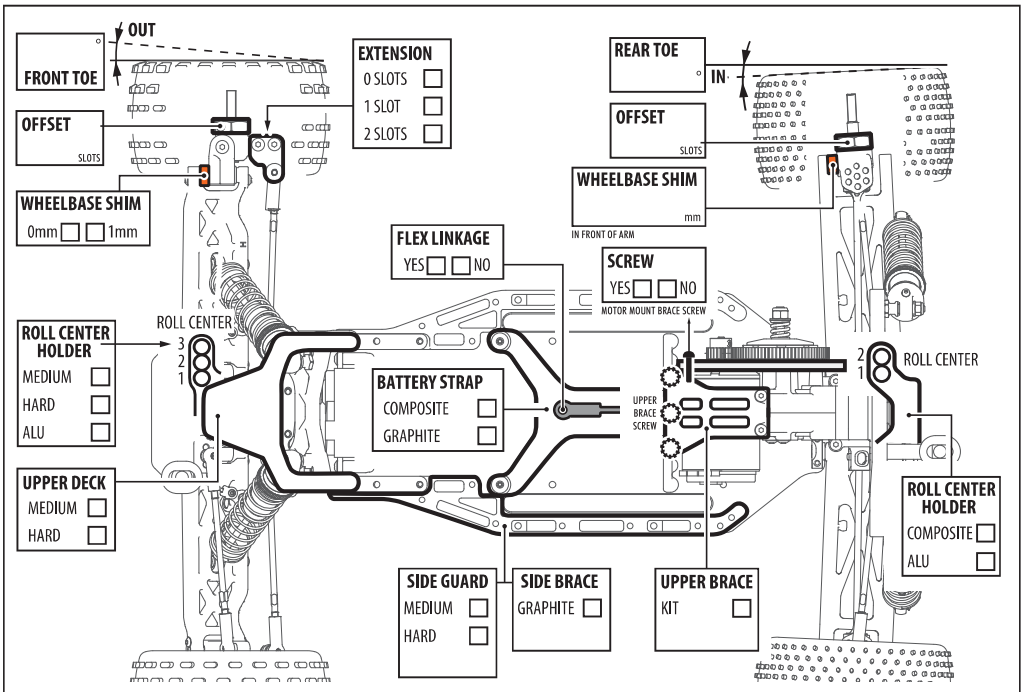 OUT
FRONT TOE
OFFSET
SLOTS
WHEELBASE SHIM
0mm 1mm
EXTENSION
0 SLOTS
1 SLOT
2 SLOTS
REAR TOE
IN
OFFSET
SLOTS
WHEELBASE SHIM
mm
IN FRONT OF ARM
FLEX LINKAGE
YES NO
SCREW
YES NO
MOTOR MOUNT BRACE SCREW
ROLL CENTER
3
2
1
ROLL CENTER
HOLDER
MEDIUM
HARD
ALU
BATTERY STRAP
COMPOSITE
GRAPHITE
UPPER
BRACE
SCREW
2
1
ROLL CENTER
UPPER DECK
MEDIUM
HARD
ROLL CENTER
HOLDER
COMPOSITE
ALU
SIDE GUARD
MEDIUM
HARD
SIDE BRACE
GRAPHITE
UPPER BRACE
KIT